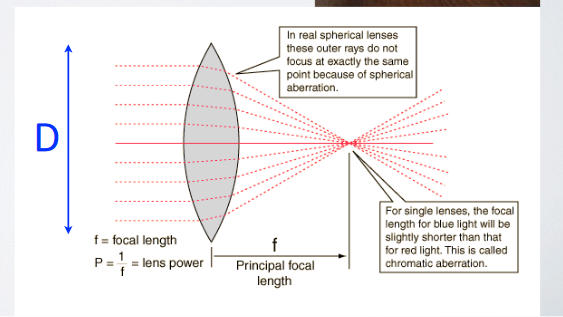 In real spherical lenses
these outer rays do not
focus at exactly the same
point because of spherical
aberration.
D
For single lenses, the focal
length for blue light will be
slightly shorter than that
for red light. This is called
chromatic aberration.
f = focal length
P = 1/f = lens power
f
Principal focal
length